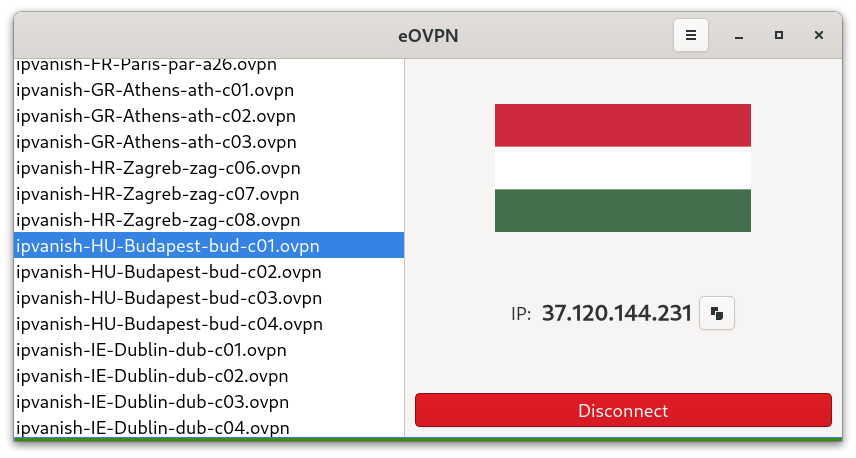 eOVPN
ipvanish-FR-Paris-par-a26.ovpn
ipvanish-GR-Athens-ath-c01.ovpn
ipvanish-GR-Athens-ath-c02.ovpn
ipvanish-GR-Athens-ath-c03.ovpn
ipvanish-HR-Zagreb-zag-c06.ovpn
ipvanish-HR-Zagreb-zag-c07.ovpn
ipvanish-HR-Zagreb-zag-c08.ovpn
ipvanish-HU-Budapest-bud-c01.ovpn
ipvanish-HU-Budapest-bud-c02.ovpn
ipvanish-HU-Budapest-bud-c03.ovpn
ipvanish-HU-Budapest-bud-c04.ovpn
ipvanish-IE-Dublin-dub-c01.ovpn
ipvanish-IE-Dublin-dub-c02.ovpn
ipvanish-IE-Dublin-dub-c03.ovpn
ipvanish-IE-Dublin-dub-c04.ovpn
IP: 37.120.144.231
Disconnect